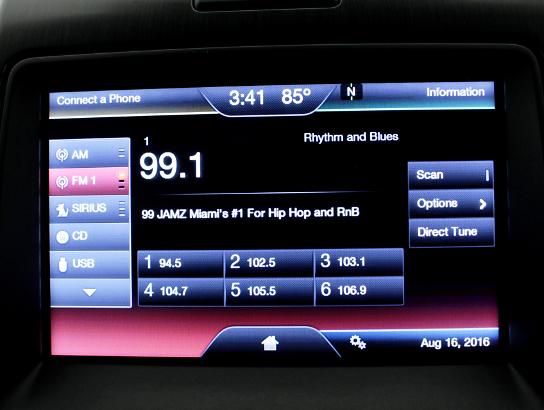 Connect a Phone 3:41 85° N Information
AM
FM 1
SIRIUS
CD
USB
1 Rhythm and Blues
99.1
99 JAMZ Miami's #1 For Hip Hop and RnB
Scan
Options
Direct Tune
1 94.5 2 102.5 3 103.1
4 104.7 5 105.5 6 106.9
Aug 16, 2016